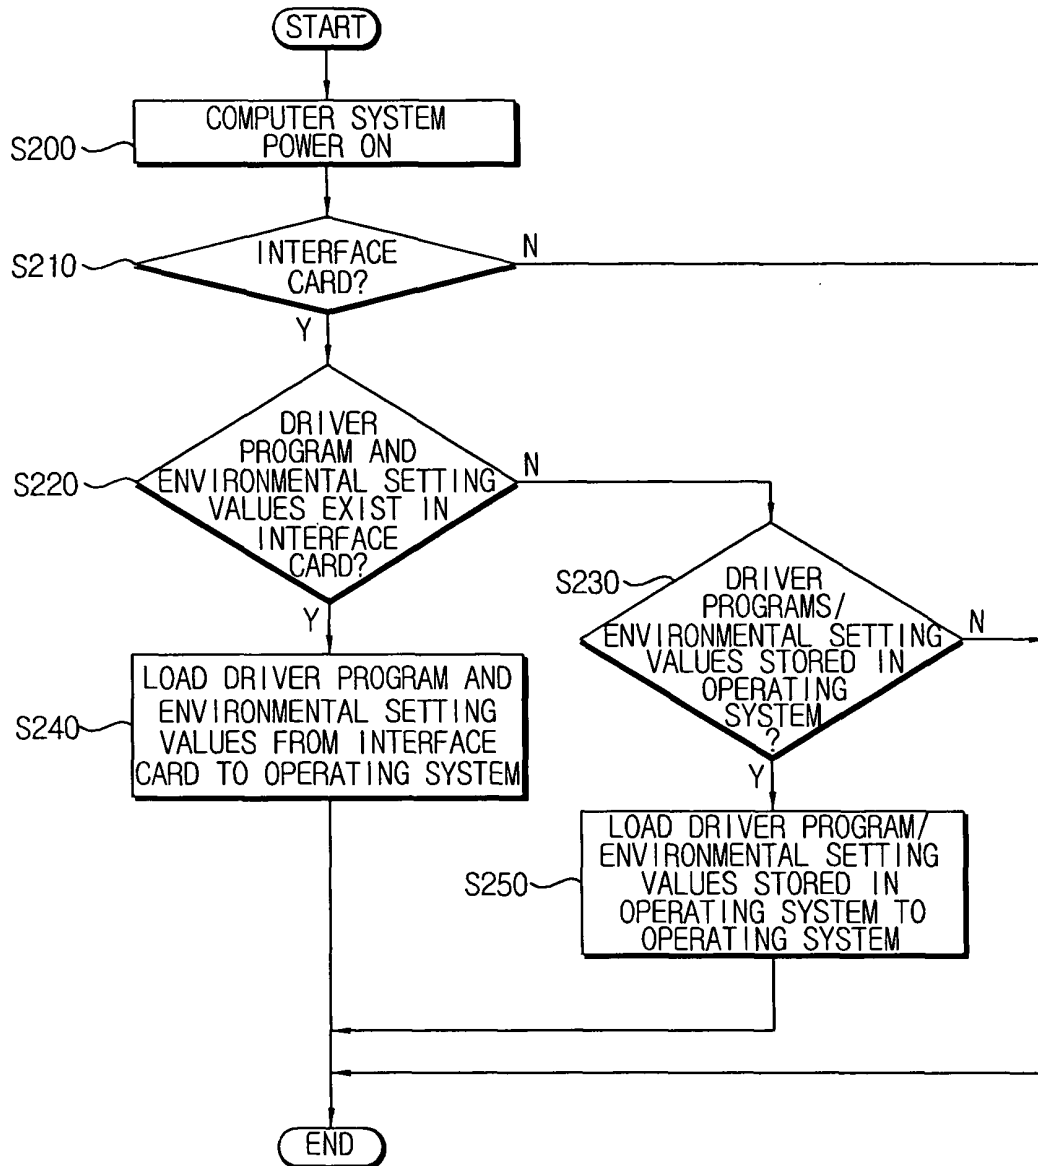 START
COMPUTER SYSTEM
POWER ON
S200
INTERFACE
CARD?
S210
N
Y
DRIVER
PROGRAM AND
ENVIRONMENTAL SETTING
VALUES EXIST IN
INTERFACE
CARD?
S220
N
Y
S230
DRIVER
PROGRAMS/
ENVIRONMENTAL SETTING
VALUES STORED IN
OPERATING
SYSTEM
?
N
Y
LOAD DRIVER PROGRAM AND
ENVIRONMENTAL SETTING
VALUES FROM INTERFACE
CARD TO OPERATING SYSTEM
S240
LOAD DRIVER PROGRAM/
ENVIRONMENTAL SETTING
VALUES STORED IN
OPERATING SYSTEM TO
OPERATING SYSTEM
S250
END